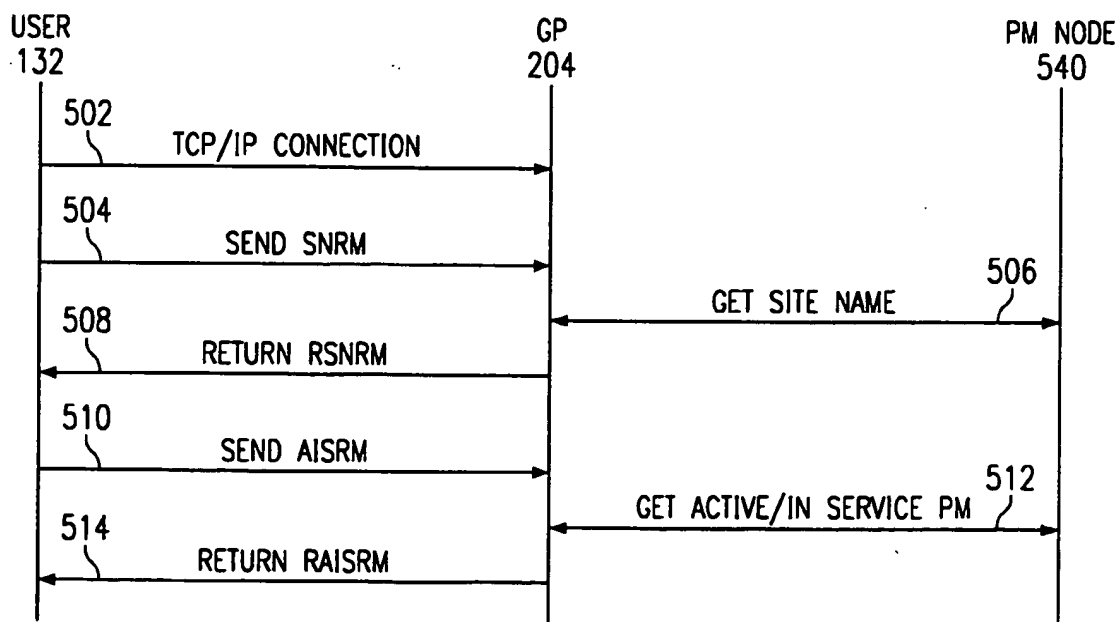 USER
132
GP
204
PM NODE
540
502
TCP/IP CONNECTION
504
SEND SNRM
506
GET SITE NAME
508
RETURN RSNRM
510
SEND AISRM
512
GET ACTIVE/IN SERVICE PM
514
RETURN RAISRM